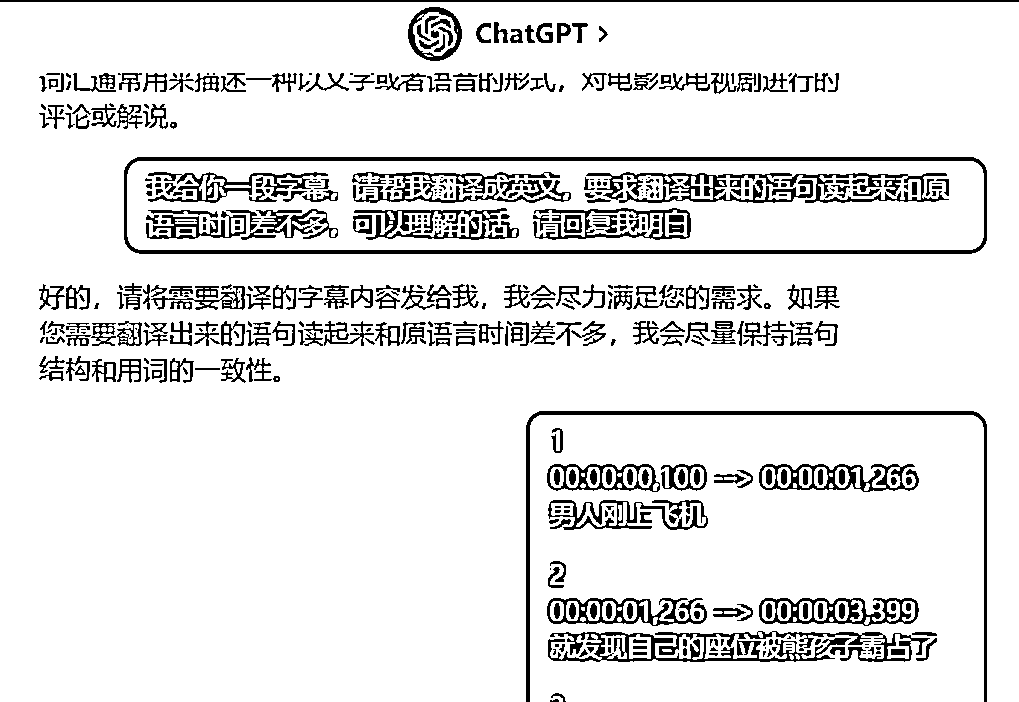 ChatGPT >
词汇通常用来描述一种以文字或者语音的形式，对电影或电视剧进行的
评论或解说。
我给你一段字幕，请帮我翻译成英文，要求翻译出来的语句读起来和原
语言时间差不多，可以理解的话，请回复我明白
好的，请将需要翻译的字幕内容发给我，我会尽力满足您的需求。如果
您需要翻译出来的语句读起来和原语言时间差不多，我会尽量保持语句
结构和用词的一致性。
1
00:00:00,100 --> 00:00:01,266
男人刚上飞机
2
00:00:01,266 --> 00:00:03,399
就发现自己的座位被熊孩子霸占了